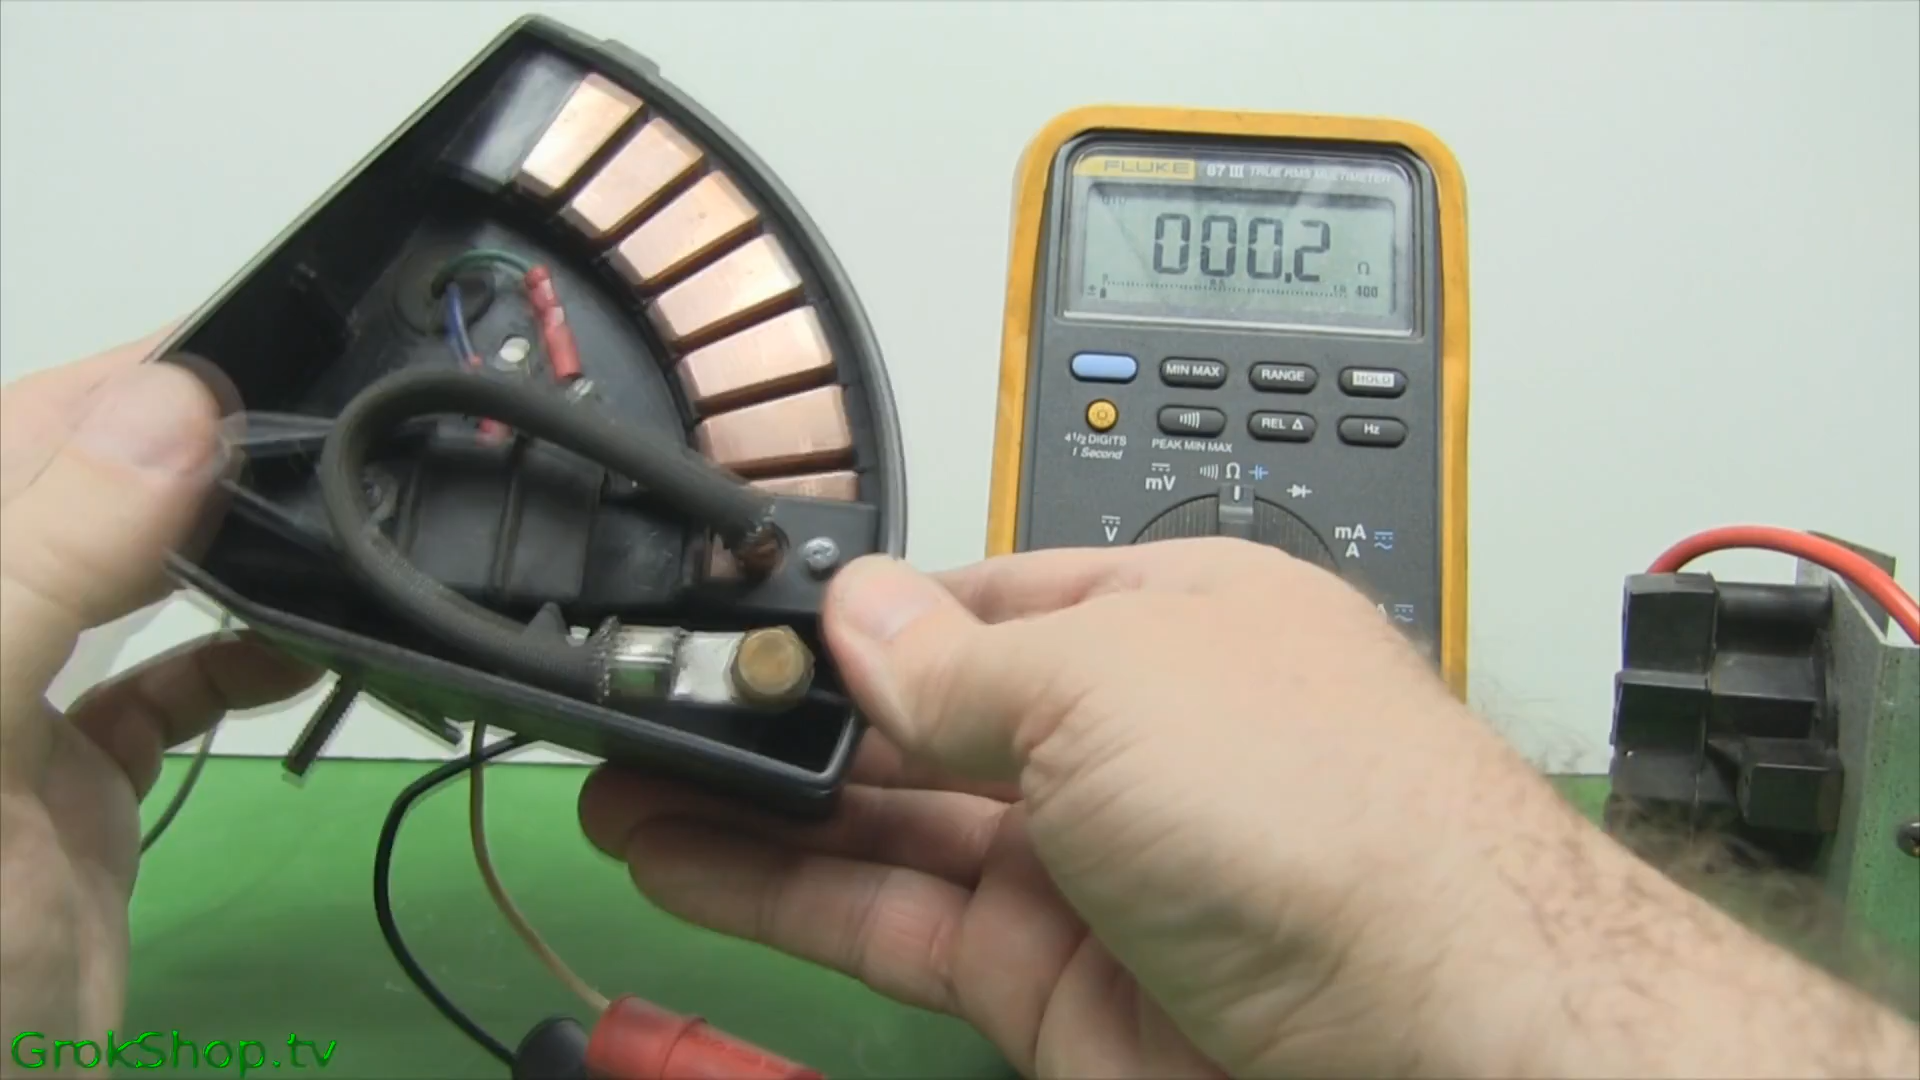 FLUKE 87 III TRUE RMS MULTIMETER
000.2 Ω
400
MIN MAX
RANGE
HOLD
4½ DIGITS
1 Second
PEAK MIN MAX
REL Δ
Hz
mV
Ω
V
mA
A
GrokShop.tv